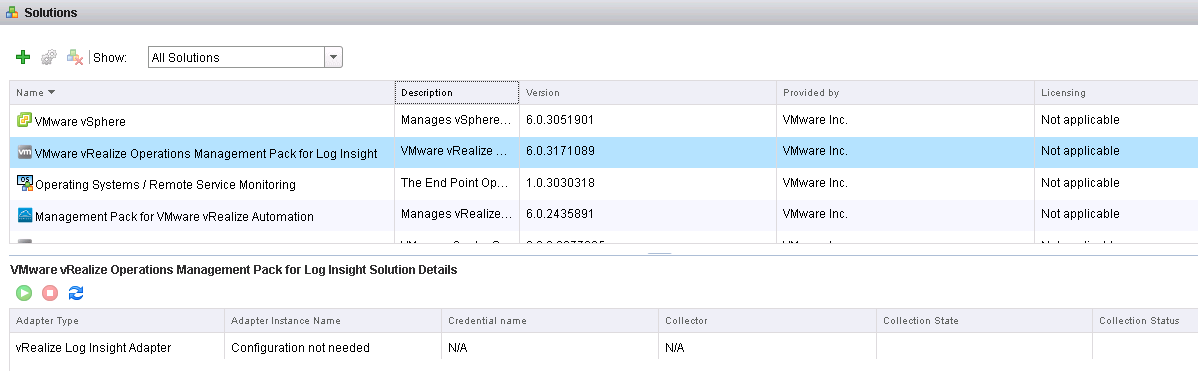 Solutions
Show: All Solutions
Name Description Version Provided by Licensing
VMware vSphere Manages vSphere... 6.0.3051901 VMware Inc. Not applicable
vm VMware vRealize Operations Management Pack for Log Insight VMware vRealize ... 6.0.3171089 VMware Inc. Not applicable
OS Operating Systems / Remote Service Monitoring The End Point Op... 1.0.3030318 VMware Inc. Not applicable
Management Pack for VMware vRealize Automation Manages vRealize... 6.0.2435891 VMware Inc. Not applicable
VMware vRealize Operations Management Pack for Log Insight Solution Details
Adapter Type Adapter Instance Name Credential name Collector Collection State Collection Status
vRealize Log Insight Adapter Configuration not needed N/A N/A